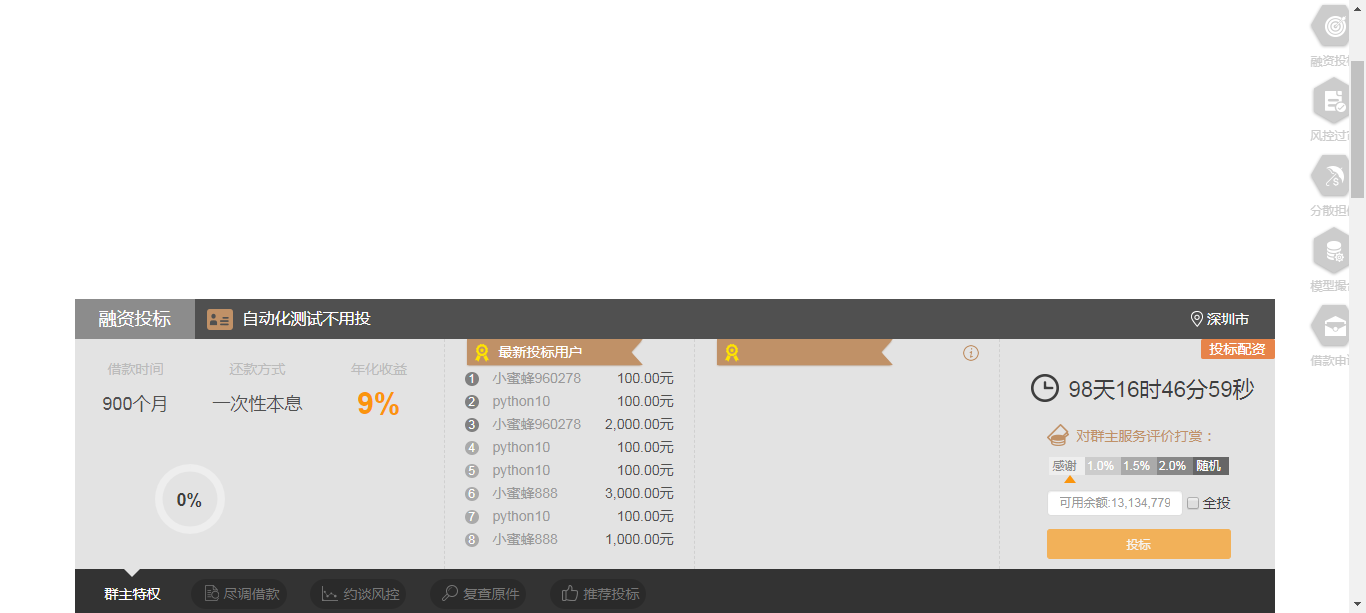 融资投标
自动化测试不用投
深圳市
借款时间
还款方式
年化收益
900个月
一次性本息
9%
0%
最新投标用户
1 小蜜蜂960278 100.00元
2 python10 100.00元
3 小蜜蜂960278 2,000.00元
4 python10 100.00元
5 python10 100.00元
6 小蜜蜂888 3,000.00元
7 python10 100.00元
8 小蜜蜂888 1,000.00元
投标配资
98天16时46分59秒
对群主服务评价打赏：
感谢 1.0% 1.5% 2.0% 随机
可用余额:13,134,779
全投
投标
群主特权
尽调借款
约谈风控
复查原件
推荐投标
融资投
风控过
分散担
模型撮
借款申